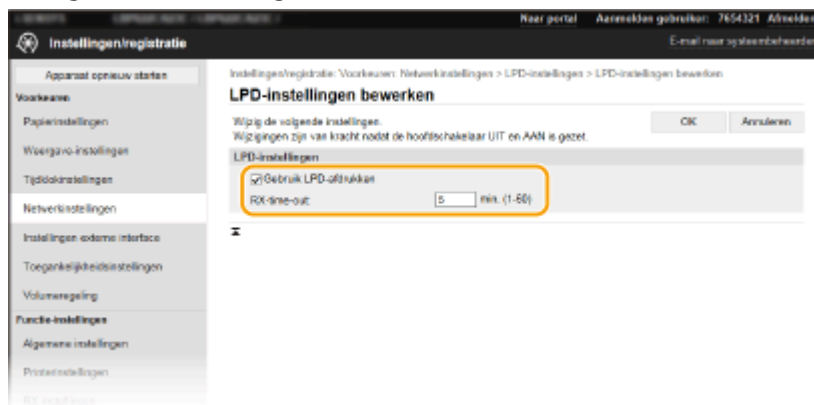 Naar portal Aanmelden gebruiker: 7654321 Afmelden
Instellingen/registratie
E-mail naar systeembeheerder
Apparaat opnieuw starten
Voorkeuren
Papierinstellingen
Weergave-instellingen
Tijdklokinstellingen
Netwerkinstellingen
Instellingen externe interface
Toegankelijkheidsinstellingen
Volumeregeling
Functie-instellingen
Algemene instellingen
Printerinstellingen
RX-instellingen
Instellingen/registratie: Voorkeuren: Netwerkinstellingen > LPD-instellingen > LPD-instellingen bewerken
LPD-instellingen bewerken
Wijzig de volgende instellingen.
Wijzigingen zijn van kracht nadat de hoofdschakelaar UIT en AAN is gezet.
OK Annuleren
LPD-instellingen
Gebruik LPD-afdrukken
RX-time-out: 5 min. (1-60)